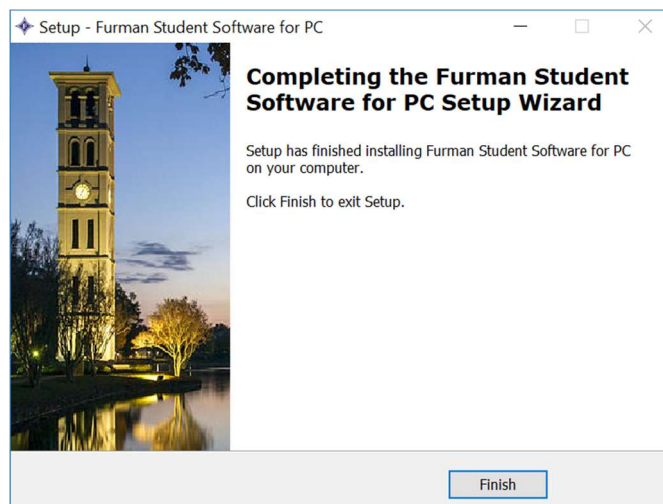 Setup - Furman Student Software for PC
Completing the Furman Student
Software for PC Setup Wizard
Setup has finished installing Furman Student Software for PC
on your computer.
Click Finish to exit Setup.
Finish